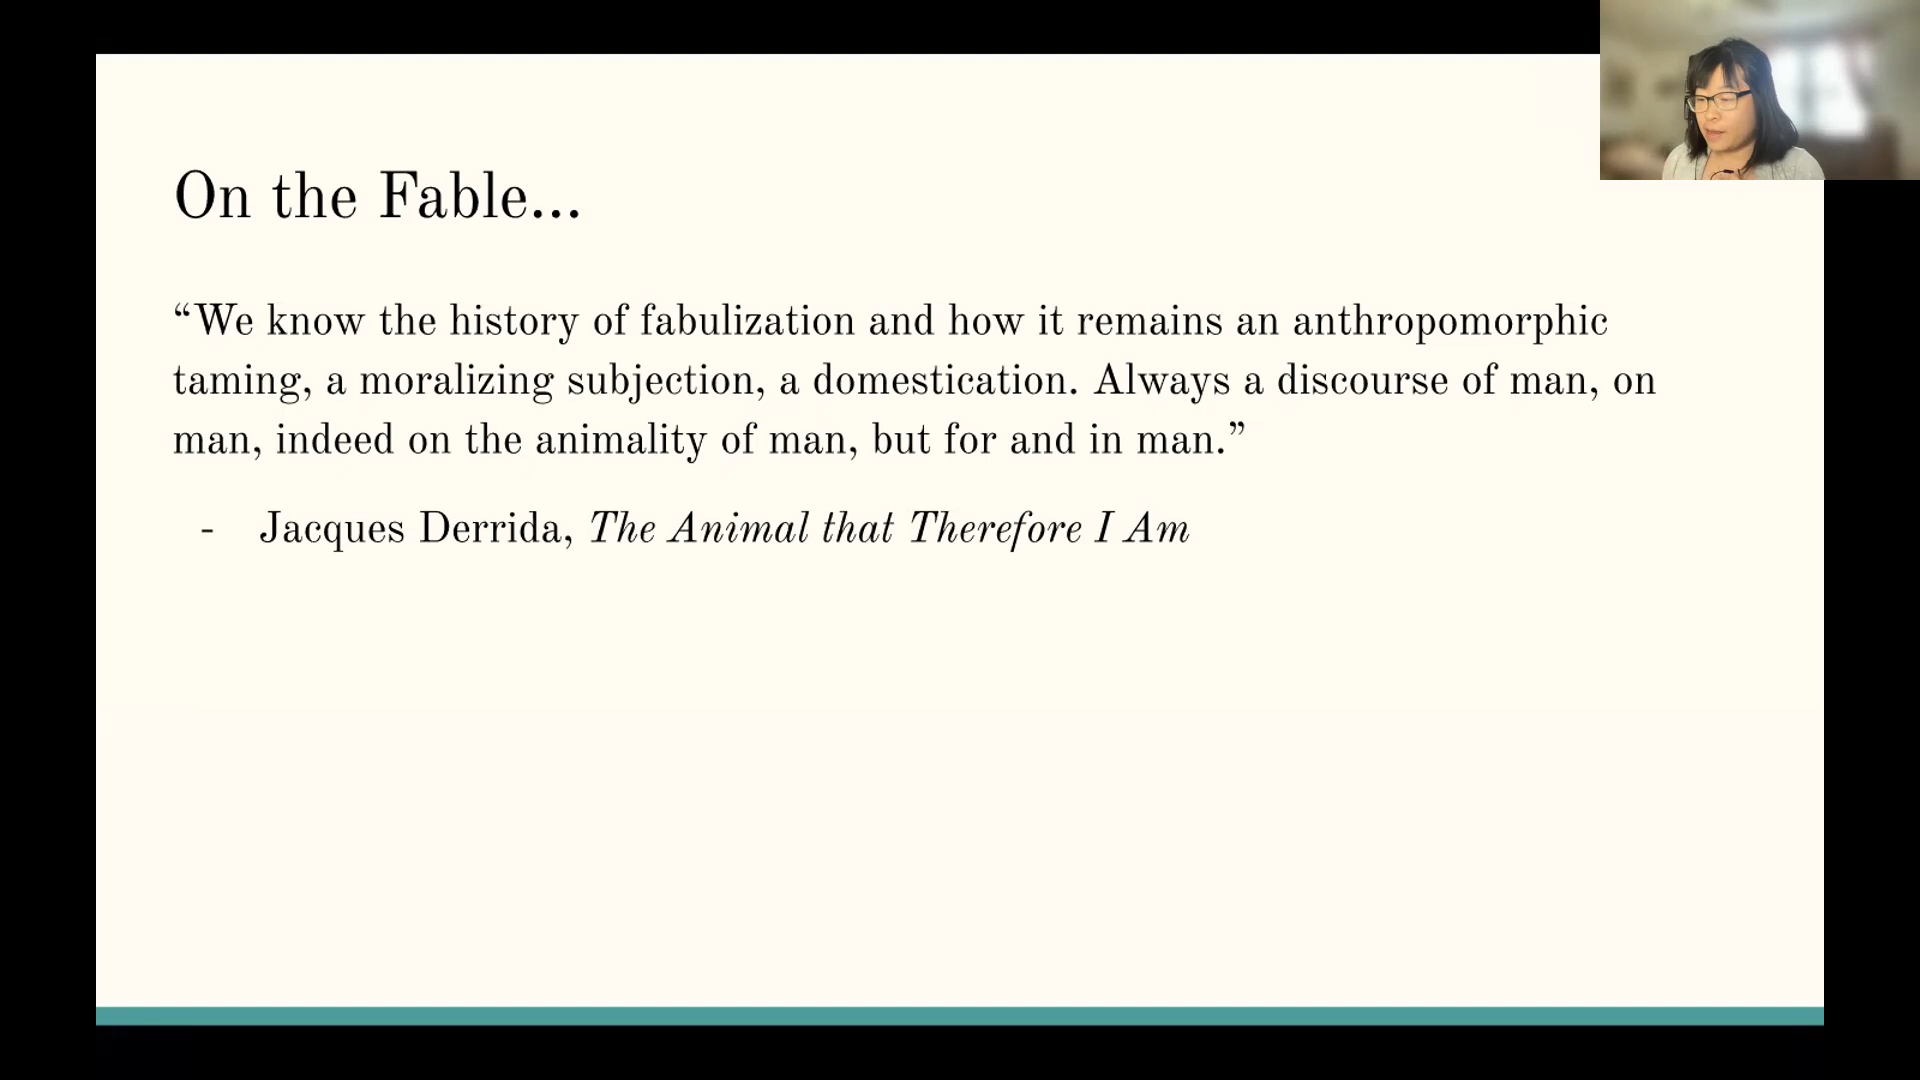 On the Fable...
“We know the history of fabulization and how it remains an anthropomorphic
taming, a moralizing subjection, a domestication. Always a discourse of man, on
man, indeed on the animality of man, but for and in man.”
- Jacques Derrida, The Animal that Therefore I Am